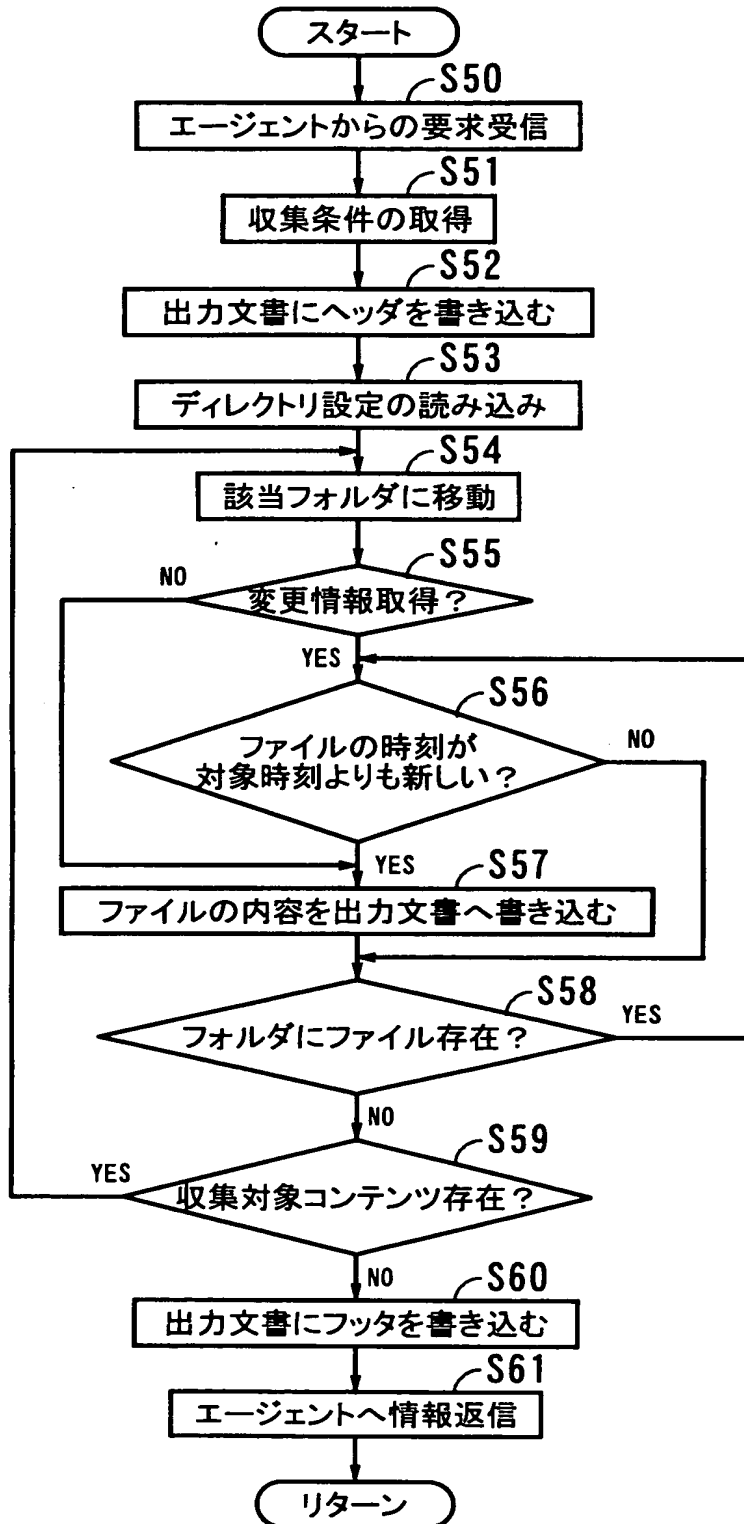 スタート
S50
エージェントからの要求受信
S51
収集条件の取得
S52
出力文書にヘッダを書き込む
S53
ディレクトリ設定の読み込み
S54
該当フォルダに移動
S55
NO
変更情報取得?
YES
S56
ファイルの時刻が
対象時刻よりも新しい?
NO
YES
S57
ファイルの内容を出力文書へ書き込む
S58
フォルダにファイル存在?
YES
NO
S59
YES
収集対象コンテンツ存在?
NO
S60
出力文書にフッタを書き込む
S61
エージェントへ情報返信
リターン